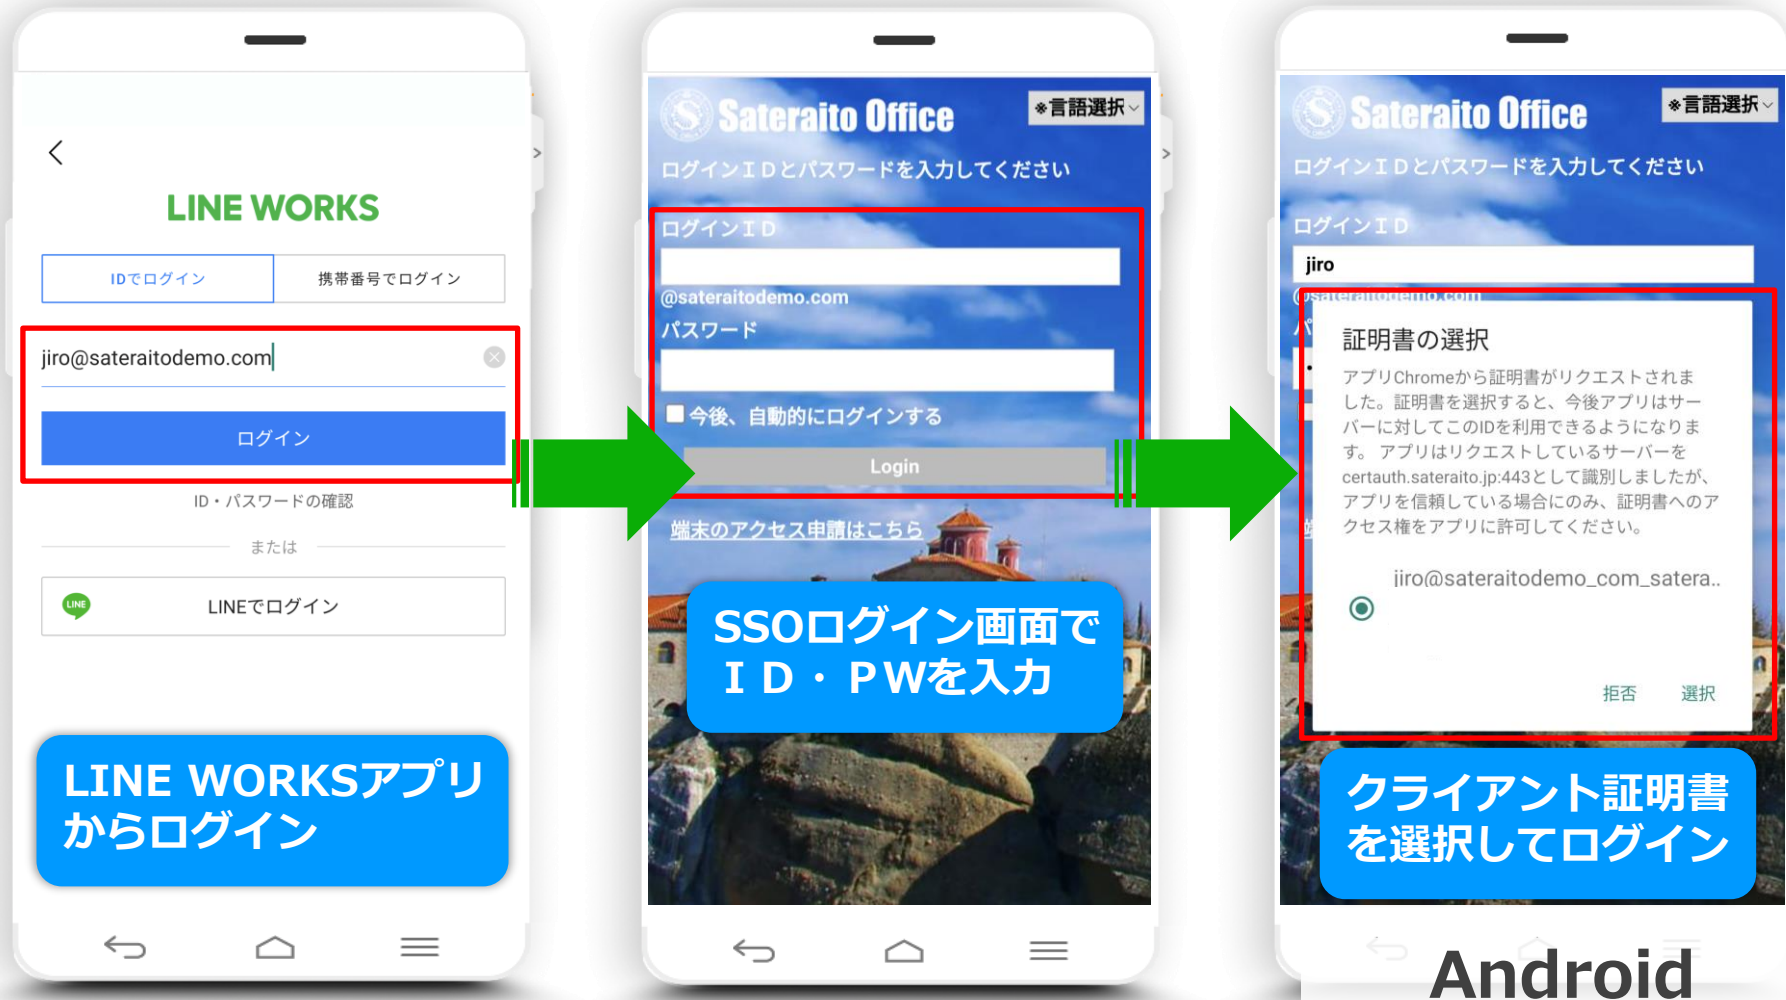 LINE WORKS
IDでログイン
携帯番号でログイン
jiro@sateraitodemo.com
ログイン
ID・パスワードの確認
または
LINE
LINEでログイン
LINE WORKSアプリ
からログイン
Sateraito Office
※言語選択
ログインＩＤとパスワードを入力してください
ログインＩＤ
@sateraitodemo.com
パスワード
今後、自動的にログインする
Login
端末のアクセス申請はこちら
SSOログイン画面で
ＩＤ・ＰＷを入力
Sateraito Office
※言語選択
ログインＩＤとパスワードを入力してください
ログインＩＤ
jiro
@sateraitodemo.com
証明書の選択
アプリChromeから証明書がリクエストされま
した。証明書を選択すると、今後アプリはサー
バーに対してこのIDを利用できるようになりま
す。 アプリはリクエストしているサーバーを
certauth.sateraito.jp:443として識別しましたが、
アプリを信頼している場合にのみ、証明書へのア
クセス権をアプリに許可してください。
jiro@sateraitodemo_com_satera..
拒否
選択
クライアント証明書
を選択してログイン
Android